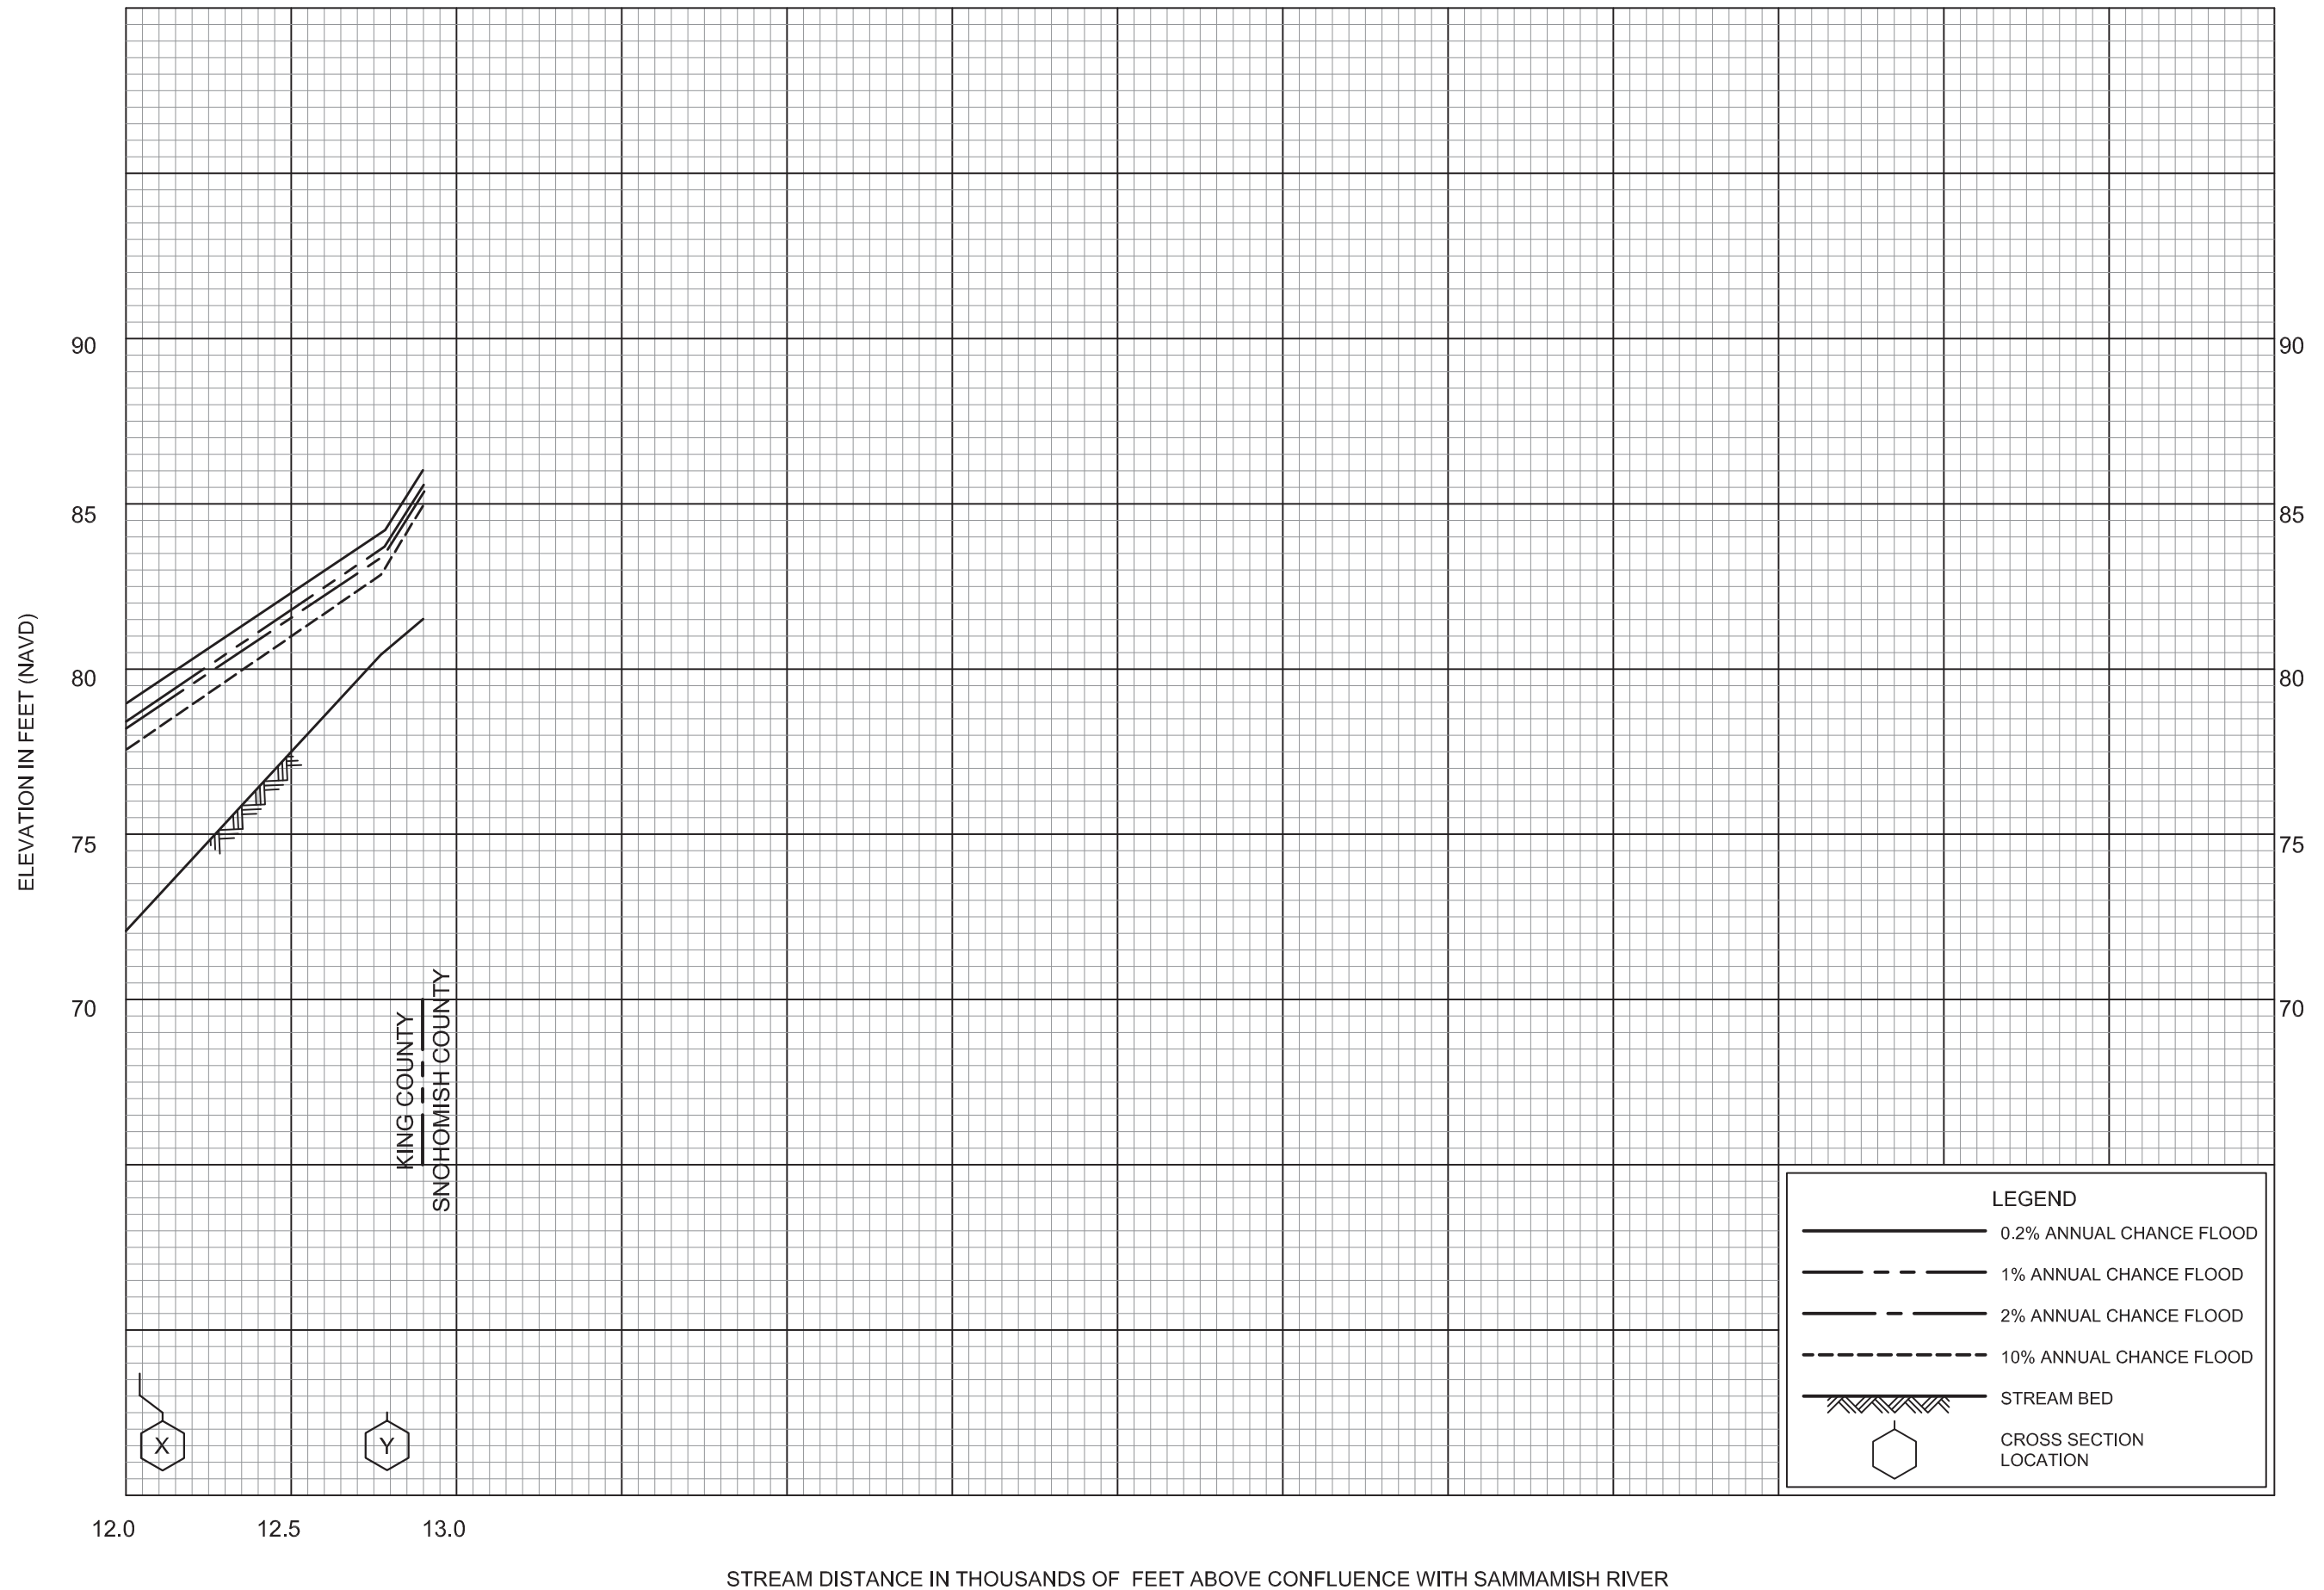 90
90
85
85
80
80
75
75
70
70
ELEVATION IN FEET (NAVD)
KING COUNTY
SNOHOMISH COUNTY
X
Y
LEGEND
0.2% ANNUAL CHANCE FLOOD
1% ANNUAL CHANCE FLOOD
2% ANNUAL CHANCE FLOOD
10% ANNUAL CHANCE FLOOD
STREAM BED
CROSS SECTION
LOCATION
12.0
12.5
13.0
STREAM DISTANCE IN THOUSANDS OF FEET ABOVE CONFLUENCE WITH SAMMAMISH RIVER